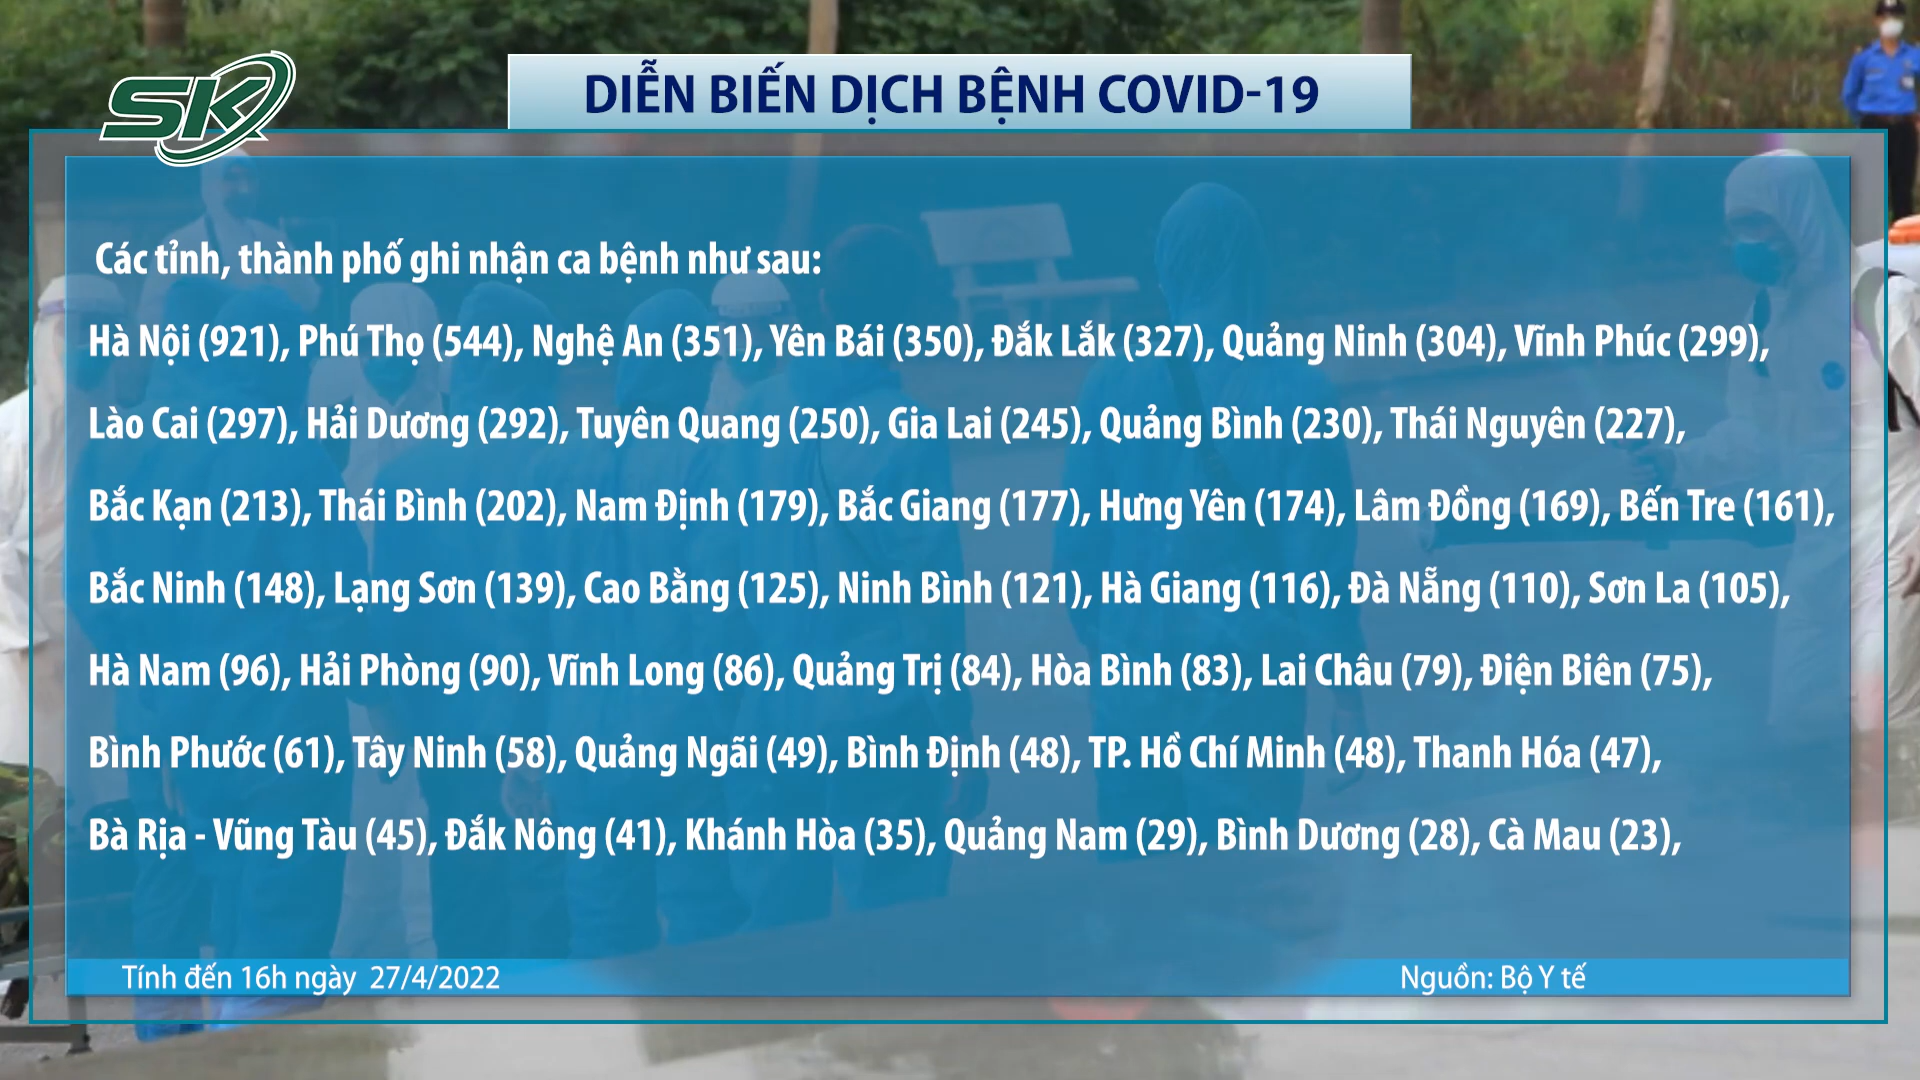 SK
DIỄN BIẾN DỊCH BỆNH COVID-19
Các tỉnh, thành phố ghi nhận ca bệnh như sau:
Hà Nội (921), Phú Thọ (544), Nghệ An (351), Yên Bái (350), Đắk Lắk (327), Quảng Ninh (304), Vĩnh Phúc (299),
Lào Cai (297), Hải Dương (292), Tuyên Quang (250), Gia Lai (245), Quảng Bình (230), Thái Nguyên (227),
Bắc Kạn (213), Thái Bình (202), Nam Định (179), Bắc Giang (177), Hưng Yên (174), Lâm Đồng (169), Bến Tre (161),
Bắc Ninh (148), Lạng Sơn (139), Cao Bằng (125), Ninh Bình (121), Hà Giang (116), Đà Nẵng (110), Sơn La (105),
Hà Nam (96), Hải Phòng (90), Vĩnh Long (86), Quảng Trị (84), Hòa Bình (83), Lai Châu (79), Điện Biên (75),
Bình Phước (61), Tây Ninh (58), Quảng Ngãi (49), Bình Định (48), TP. Hồ Chí Minh (48), Thanh Hóa (47),
Bà Rịa - Vũng Tàu (45), Đắk Nông (41), Khánh Hòa (35), Quảng Nam (29), Bình Dương (28), Cà Mau (23),
Tính đến 16h ngày 27/4/2022
Nguồn: Bộ Y tế